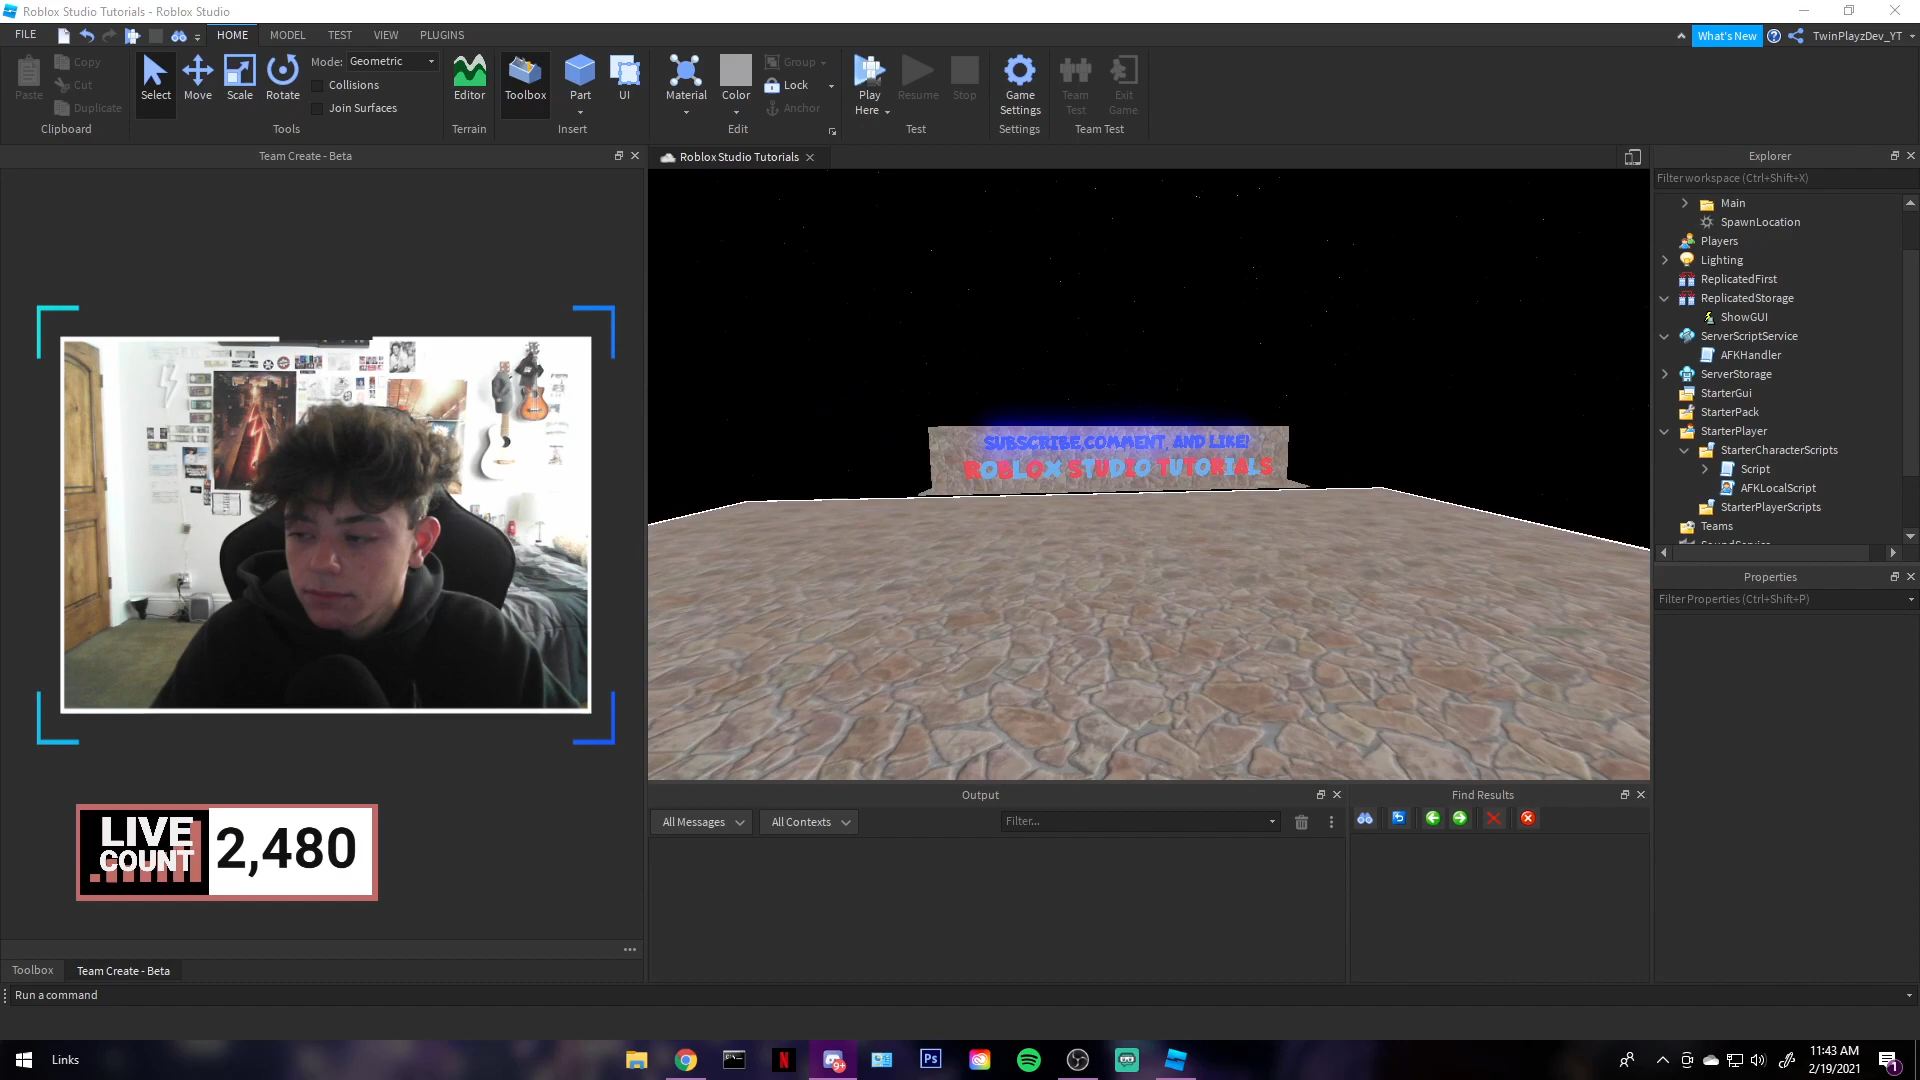 Roblox Studio Tutorials - Roblox Studio
FILE
HOME
MODEL
TEST
VIEW
PLUGINS
What's New
TwinPlayzDev_YT
Paste
Copy
Cut
Duplicate
Clipboard
Select
Move
Scale
Rotate
Mode: Geometric
Collisions
Join Surfaces
Tools
Editor
Terrain
Toolbox
Part
UI
Insert
Material
Color
Group
Lock
Anchor
Edit
Play
Here
Resume
Stop
Test
Game
Settings
Settings
Team
Test
Exit
Game
Team Test
Team Create - Beta
Roblox Studio Tutorials
Explorer
Filter workspace (Ctrl+Shift+X)
Main
SpawnLocation
Players
Lighting
ReplicatedFirst
ReplicatedStorage
ShowGUI
ServerScriptService
AFKHandler
ServerStorage
StarterGui
StarterPack
StarterPlayer
StarterCharacterScripts
Script
AFKLocalScript
StarterPlayerScripts
Teams
Properties
Filter Properties (Ctrl+Shift+P)
SUBSCRIBE,COMMENT, AND LIKE!
ROBLOX STUDIO TUTORIALS
LIVE
COUNT
2,480
Output
All Messages
All Contexts
Filter...
Find Results
Toolbox
Team Create - Beta
Run a command
Links
N
9+
Ps
11:43 AM
2/19/2021
1